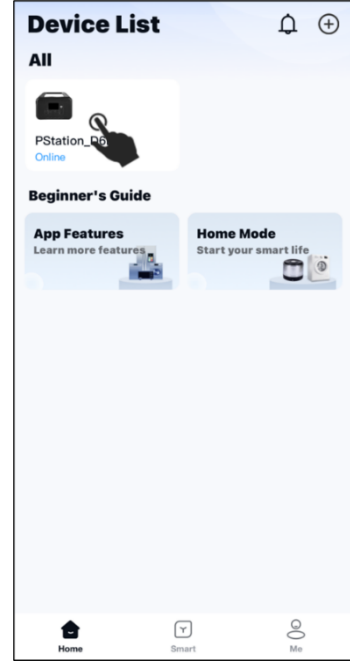 Device List
All
PStation_D6
Online
Beginner's Guide
App Features
Learn more features
Home Mode
Start your smart life
Home
Smart
Me